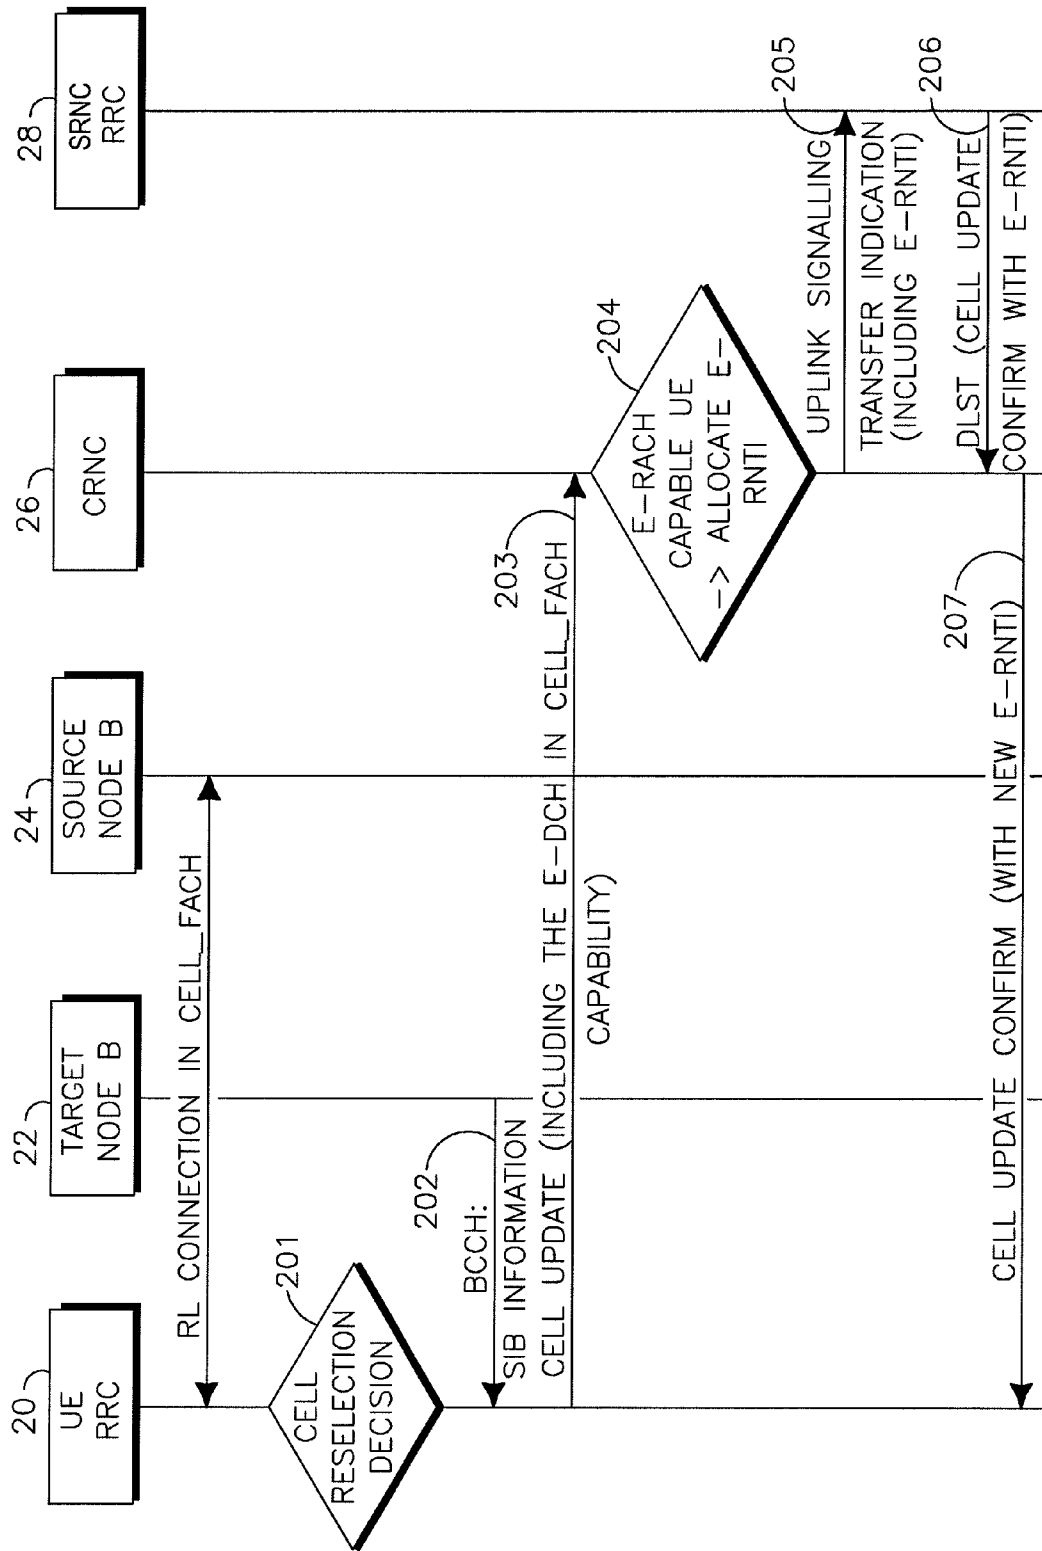 20
UE
RRC
22
TARGET
NODE B
24
SOURCE
NODE B
26
CRNC
28
SRNC
RRC
RL CONNECTION IN CELL_FACH
201
CELL
RESELECTION
DECISION
202
BCCH:
SIB INFORMATION
CELL UPDATE (INCLUDING THE E-DCH IN CELL_FACH
CAPABILITY)
203
204
E-RACH
CAPABLE UE
-> ALLOCATE E-
RNTI
UPLINK SIGNALLING
205
TRANSFER INDICATION
(INCLUDING E-RNTI)
206
DLST (CELL UPDATE
CONFIRM WITH E-RNTI)
207
CELL UPDATE CONFIRM (WITH NEW E-RNTI)